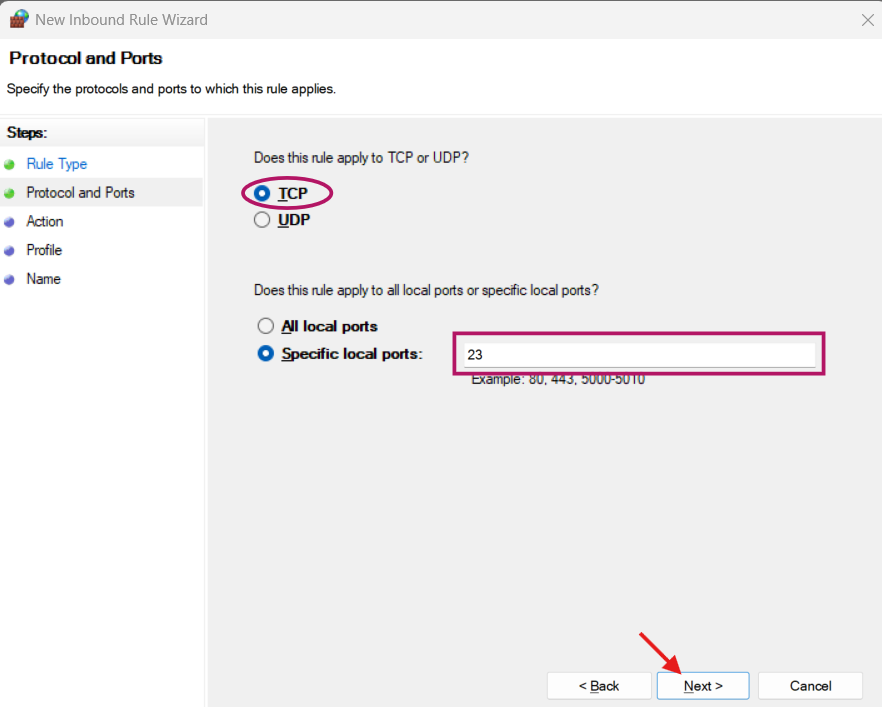 New Inbound Rule Wizard
Protocol and Ports
Specify the protocols and ports to which this rule applies.
Steps:
Rule Type
Protocol and Ports
Action
Profile
Name
Does this rule apply to TCP or UDP?
TCP
UDP
Does this rule apply to all local ports or specific local ports?
All local ports
Specific local ports:
23
Example: 80, 443, 5000-5010
< Back
Next >
Cancel